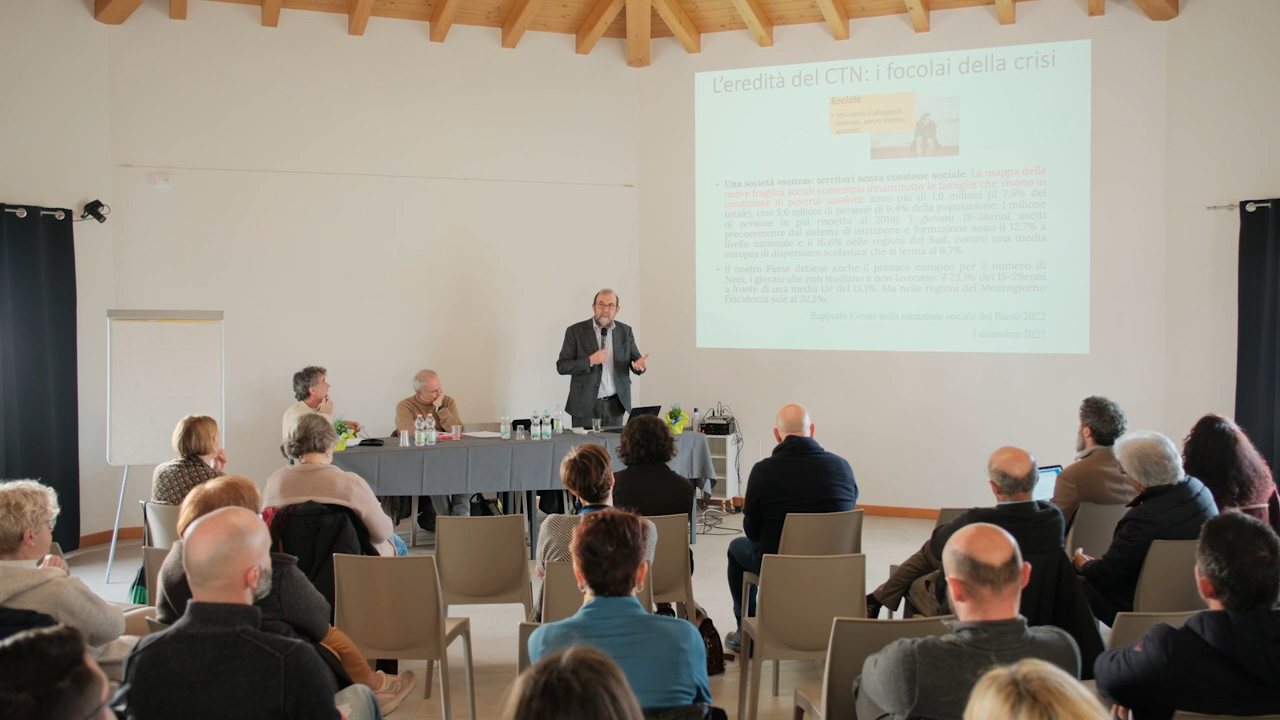 L'eredità del CTN: i focolai della crisi
Sociale
• Una società «senza»: territori senza coesione sociale. La mappa delle
nuove fragilità sociali contempla innanzitutto le famiglie che vivono in
condizione di povertà assoluta: sono più di 1,9 milioni (il 7,5% del
totale), cioè 5,6 milioni di persone (il 9,4% della popolazione: 1 milione
di persone in più rispetto al 2019). I giovani 18-24enni usciti
precocemente dal sistema di istruzione e formazione sono il 12,7% a
livello nazionale e il 16,6% nelle regioni del Sud, contro una media
europea di dispersione scolastica che si ferma al 9,7%.
• Il nostro Paese detiene anche il primato europeo per il numero di
Neet, i giovani che non studiano e non lavorano: il 23,1% dei 15-29enni
a fronte di una media Ue del 13,1%. Ma nelle regioni del Mezzogiorno
l'incidenza sale al 32,2%.
Rapporto Censis sulla situazione sociale del Paese/2022
3 dicembre 2022